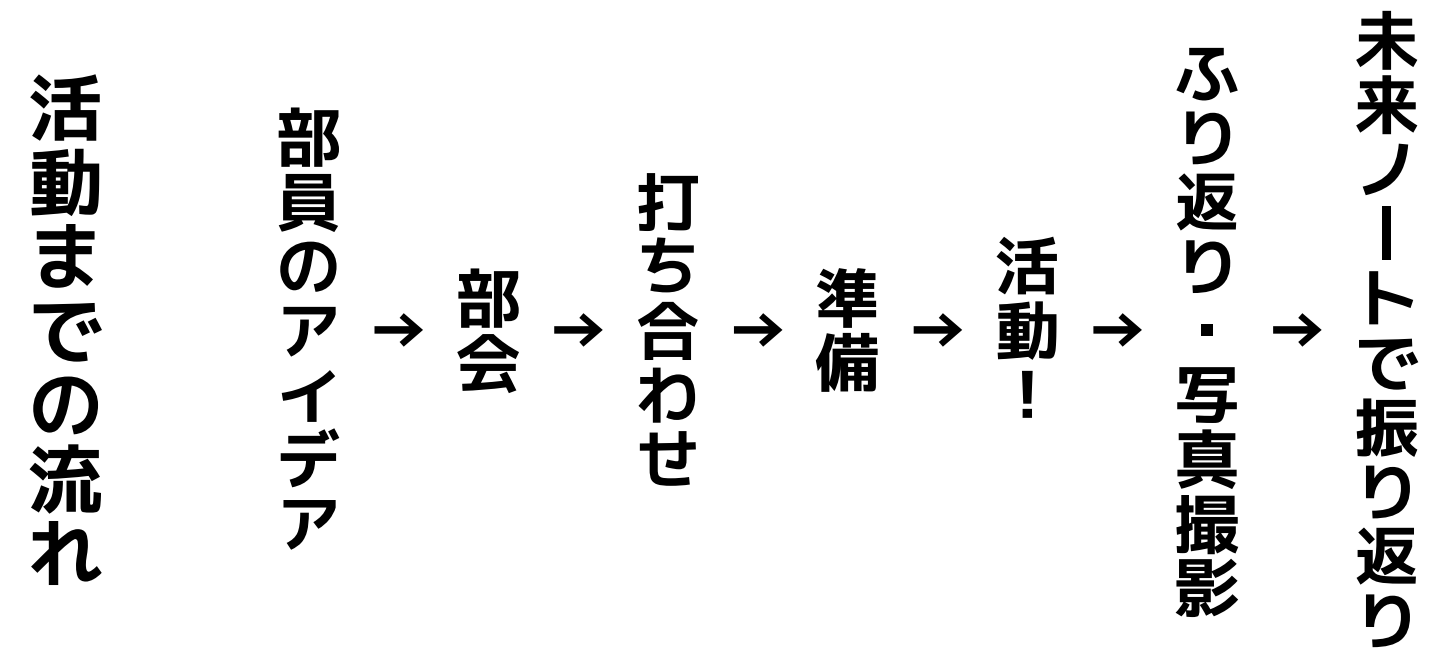 活動までの流れ
部員のアイデア
→
部会
→
打ち合わせ
→
準備
→
活動！
→
ふり返り・写真撮影
→
未来ノートで振り返り